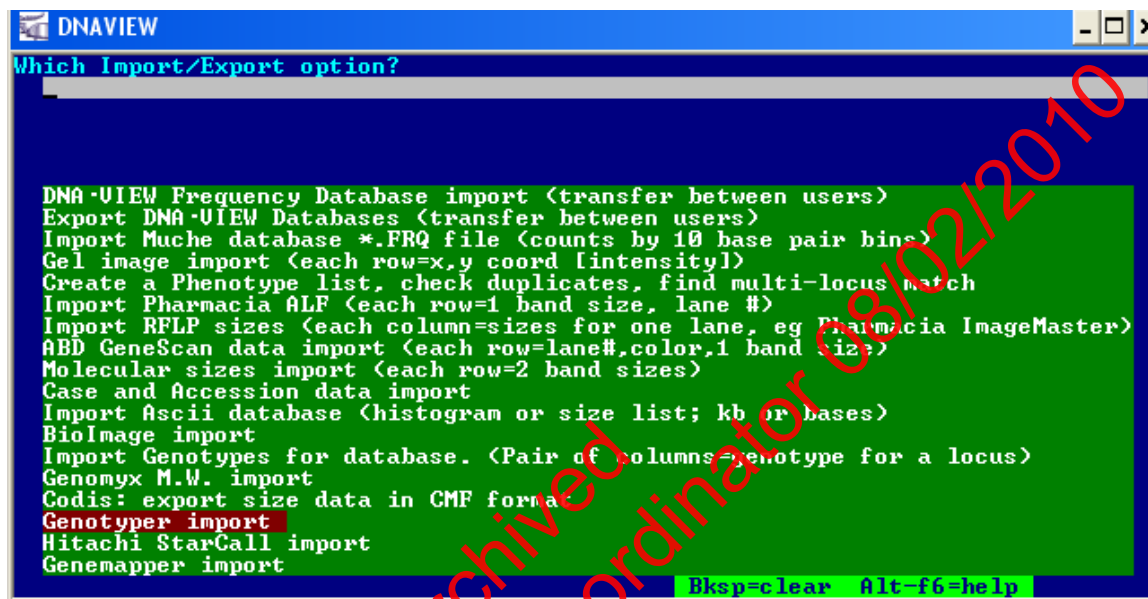 DNAVIEW
Which Import/Export option?
DNA·VIEW Frequency Database import (transfer between users)
Export DNA·VIEW Databases (transfer between users)
Import Muche database *.FRQ file (counts by 10 base pair bins)
Gel image import (each row=x,y coord [intensity])
Create a Phenotype list, check duplicates, find multi-locus match
Import Pharmacia ALF (each row=1 band size, lane #)
Import RFLP sizes (each column=sizes for one lane, eg Pharmacia ImageMaster)
ABD GeneScan data import (each row=lane#,color,1 band size)
Molecular sizes import (each row=2 band sizes)
Case and Accession data import
Import Ascii database (histogram or size list; kb or bases)
BioImage import
Import Genotypes for database. (Pair of columns=genotype for a locus)
Genomyx M.W. import
Codis: export size data in CMF format
Genotyper import
Hitachi StarCall import
Genemapper import
Bksp=clear Alt-f6=help
chived
ordinator 08/02/2010